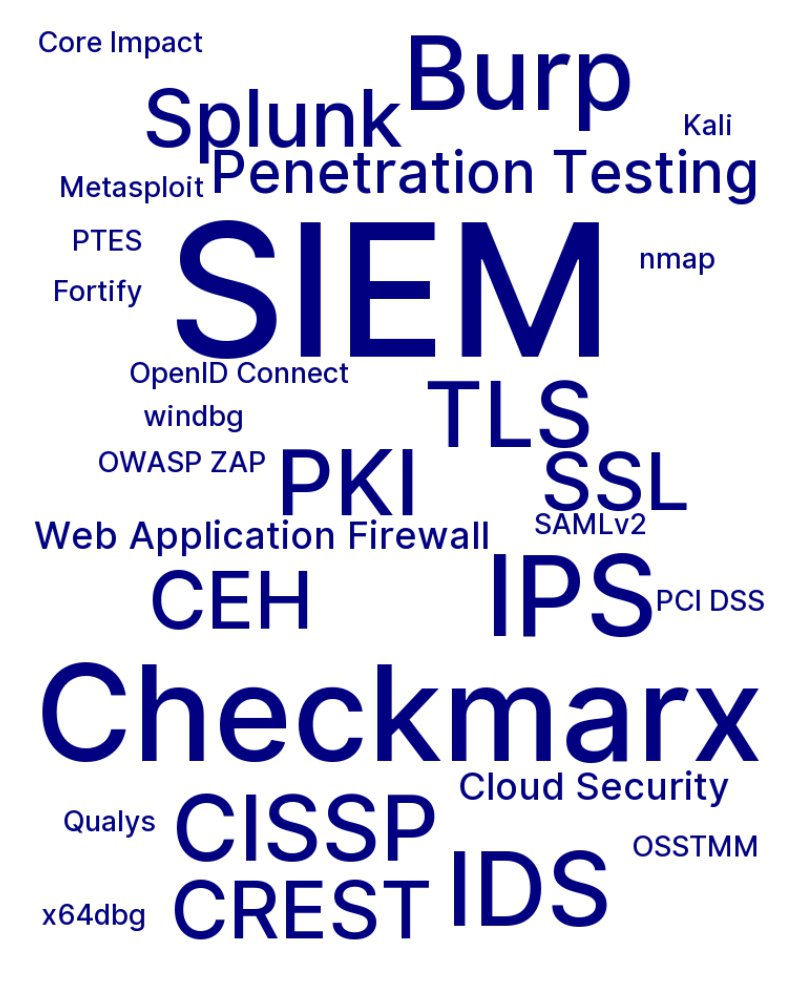 Core Impact
Burp
Splunk
Kali
Penetration Testing
Metasploit
PTES
SIEM
nmap
Fortify
OpenID Connect
TLS
windbg
OWASP ZAP
PKI
SSL
SAMLv2
Web Application Firewall
CEH
IPS
PCI DSS
Checkmarx
Cloud Security
Qualys
CISSP
OSSTMM
IDS
x64dbg
CREST